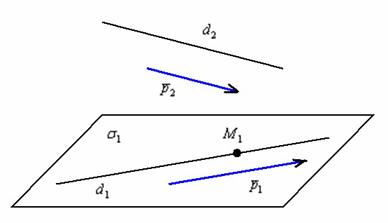 d₂
p̅₂
σ₁
M₁
d₁
p̅₁